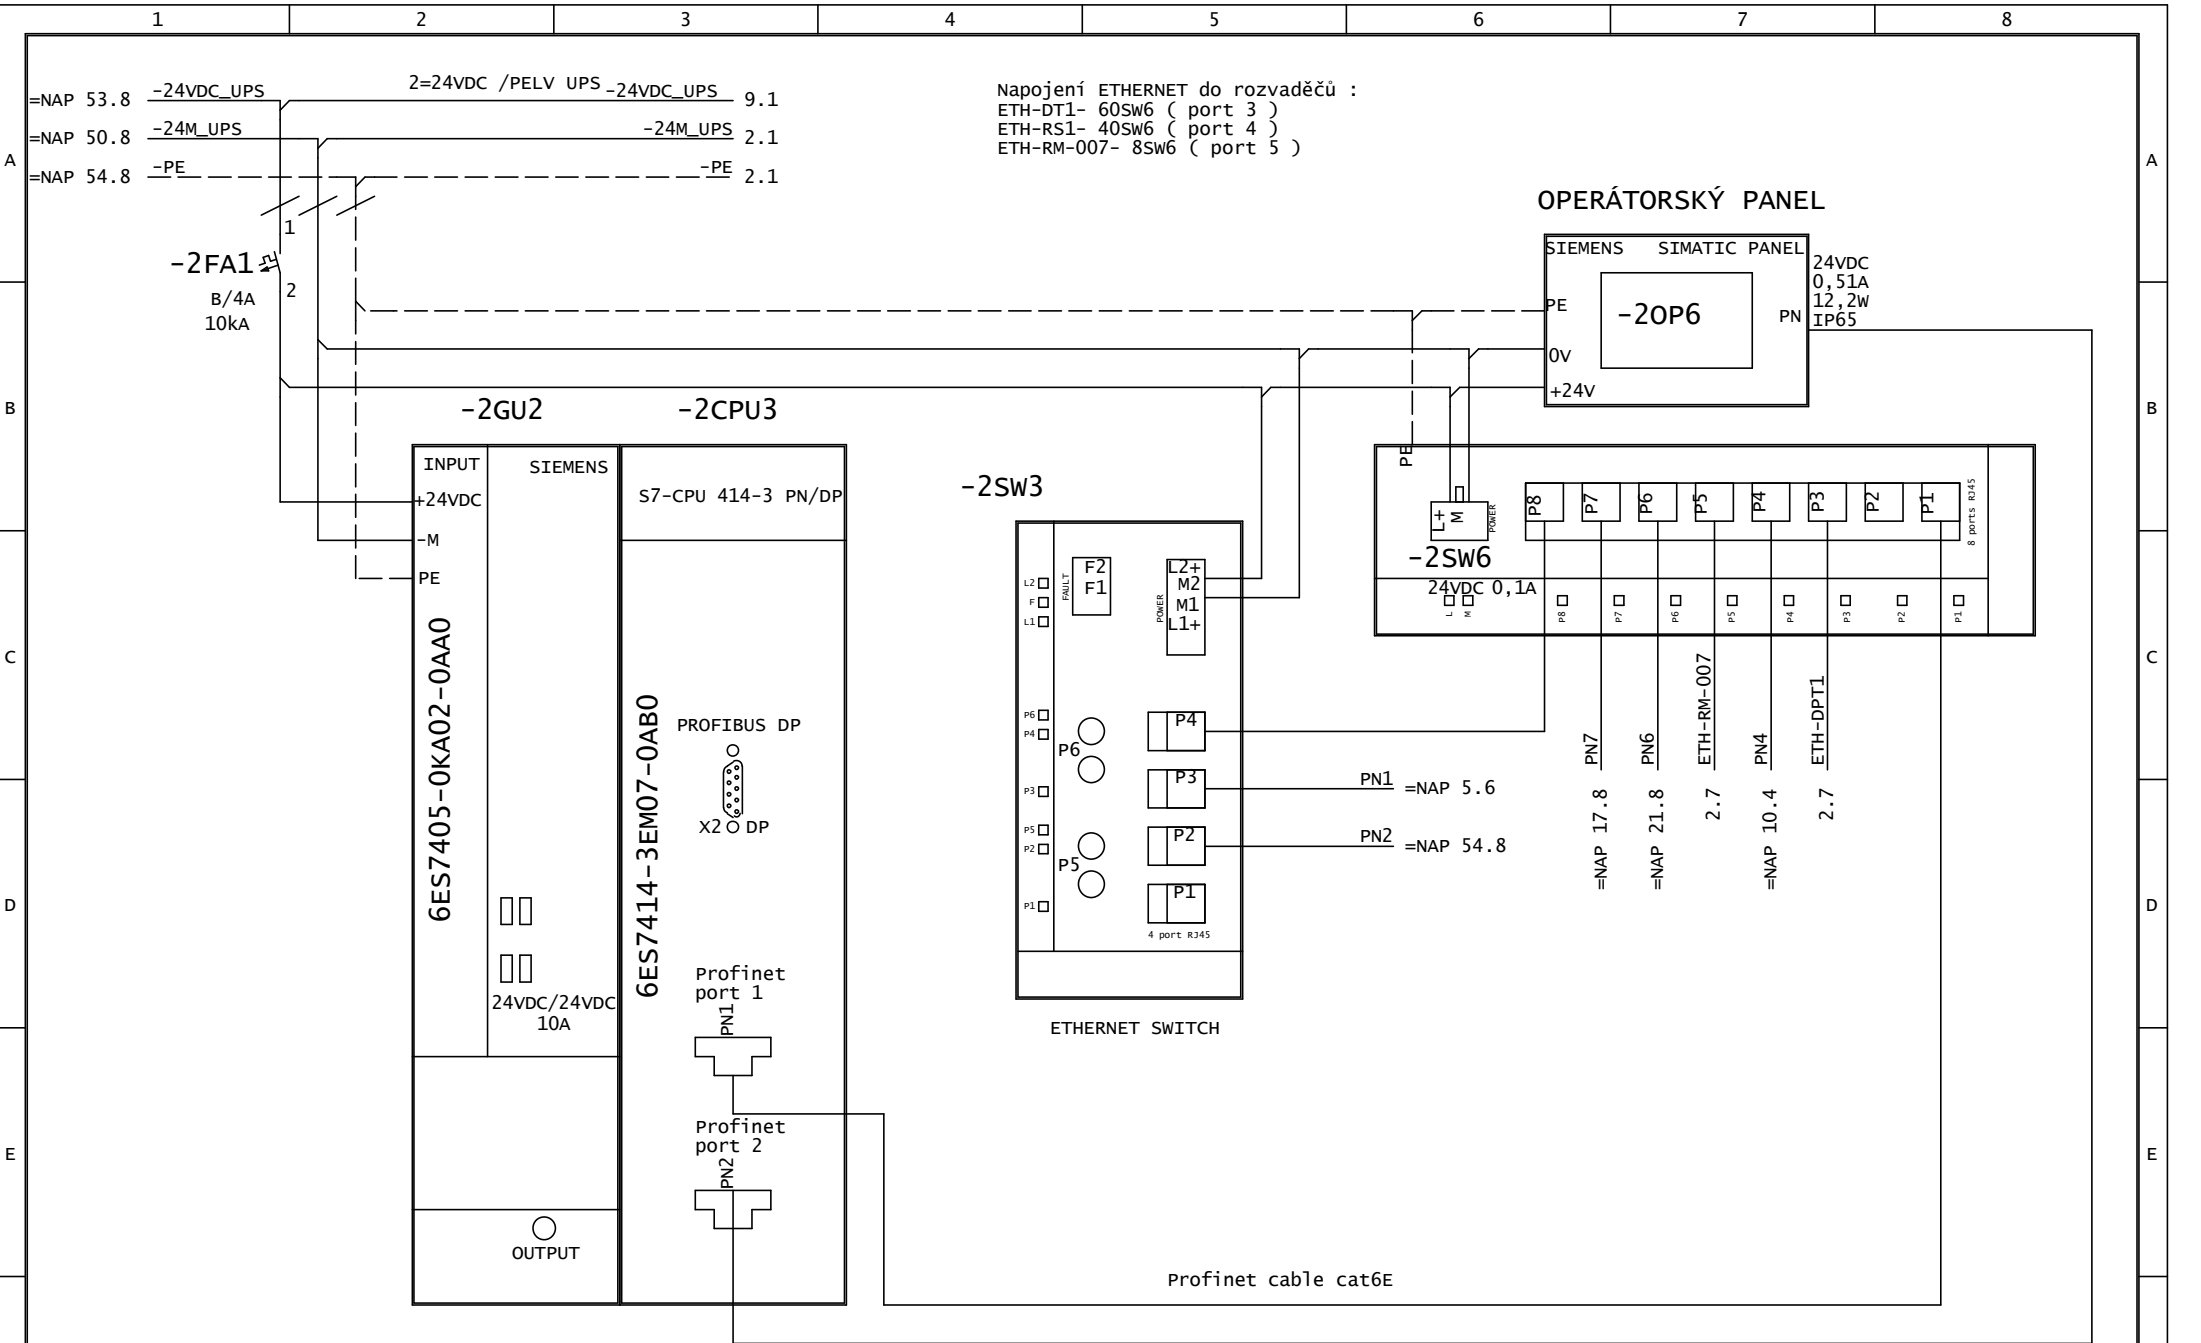 1 2 3 4 5 6 7 8
=NAP 53.8 -24VDC_UPS 2=24VDC /PELV UPS -24VDC_UPS 9.1
=NAP 50.8 -24M_UPS -24M_UPS 2.1
=NAP 54.8 -PE -PE 2.1
Napojení ETHERNET do rozvaděčů :
ETH-DT1- 60SW6 ( port 3 )
ETH-RS1- 40SW6 ( port 4 )
ETH-RM-007- 8SW6 ( port 5 )
A A
1
-2FA1
2
B/4A
10kA
OPERÁTORSKÝ PANEL
SIEMENS SIMATIC PANEL
PE
-2OP6
PN
0V
+24V
24VDC
0,51A
12,2W
IP65
B B
-2GU2
-2CPU3
INPUT
SIEMENS
+24VDC
-M
PE
6ES7405-0KA02-0AA0
24VDC/24VDC
10A
OUTPUT
S7-CPU 414-3 PN/DP
6ES7414-3EM07-0AB0
PROFIBUS DP
X2 DP
Profinet
port 1
PN1
Profinet
port 2
PN2
-2SW3
L2
F
L1
FAULT
F2
F1
POWER
L2+
M2
M1
L1+
P6
P4
P3
P5
P2
P1
P6
P5
P4
P3
P2
P1
4 port RJ45
ETHERNET SWITCH
PN1 =NAP 5.6
PN2 =NAP 54.8
PE
L+
M
POWER
-2SW6
24VDC 0,1A
P8 P7 P6 P5 P4 P3 P2 P1
8 ports RJ45
L M P8 P7 P6 P5 P4 P3 P2 P1
C C
PN7 =NAP 17.8
PN6 =NAP 21.8
ETH-RM-007 2.7
PN4 =NAP 10.4
ETH-DPT1 2.7
D D
E E
Profinet cable cat6E